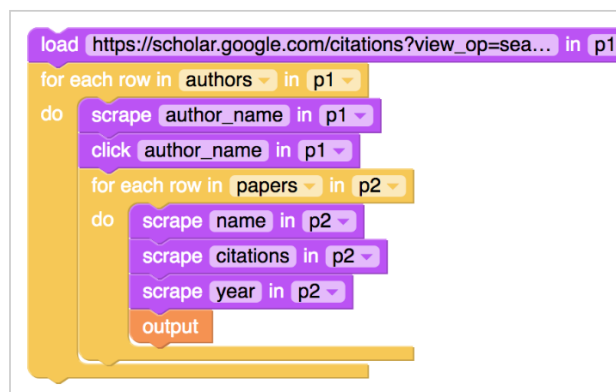 load https://scholar.google.com/citations?view_op=sea... in p1
for each row in authors in p1
do scrape author_name in p1
click author_name in p1
for each row in papers in p2
do scrape name in p2
scrape citations in p2
scrape year in p2
output